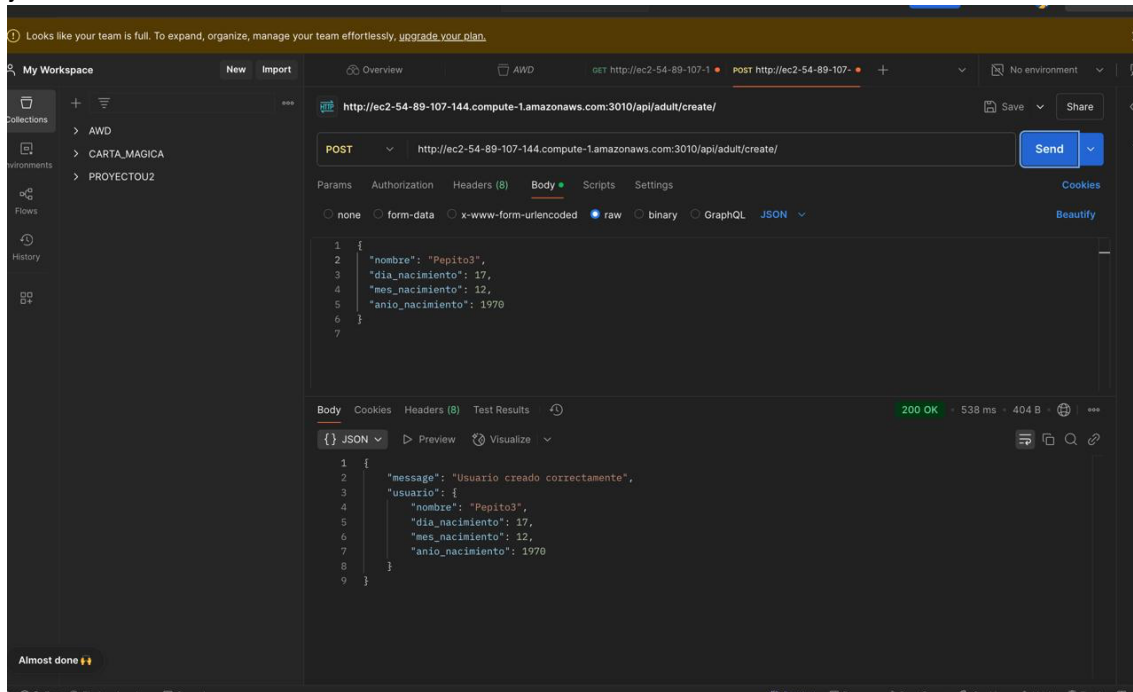 Looks like your team is full. To expand, organize, manage your team effortlessly, upgrade your plan.
My Workspace New Import Overview AWD GET http://ec2-54-89-107-1 POST http://ec2-54-89-107- + No environment
Collections
AWD
CARTA_MAGICA
PROYECTOU2
Flows
History
HTTP http://ec2-54-89-107-144.compute-1.amazonaws.com:3010/api/adult/create/ Save Share
POST http://ec2-54-89-107-144.compute-1.amazonaws.com:3010/api/adult/create/ Send
Params Authorization Headers (8) Body Scripts Settings Cookies
none form-data x-www-form-urlencoded raw binary GraphQL JSON Beautify
1 {
2 "nombre": "Pepito3",
3 "dia_nacimiento": 17,
4 "mes_nacimiento": 12,
5 "anio_nacimiento": 1970
6 }
7
Body Cookies Headers (8) Test Results 200 OK 538 ms 404 B
{} JSON Preview Visualize
1 {
2 "message": "Usuario creado correctamente",
3 "usuario": {
4 "nombre": "Pepito3",
5 "dia_nacimiento": 17,
6 "mes_nacimiento": 12,
7 "anio_nacimiento": 1970
8 }
9 }
Almost done